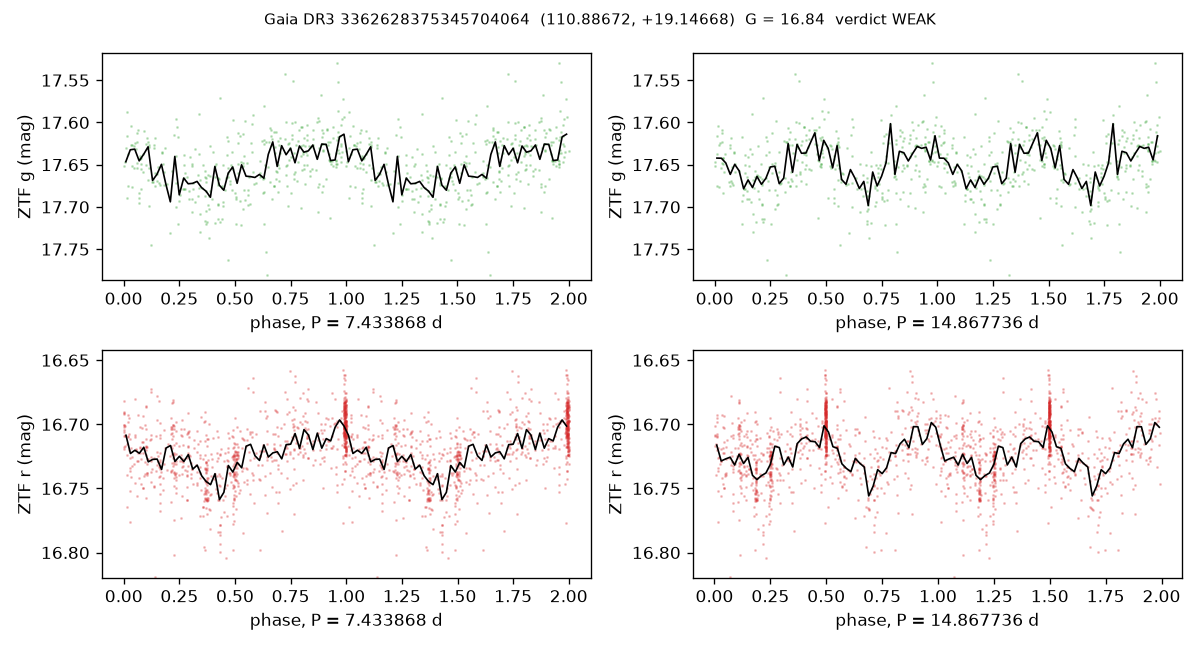 Gaia DR3 3362628375345704064 (110.88672, +19.14668) G = 16.84 verdict WEAK
ZTF g (mag)
17.55
17.60
17.65
17.70
17.75
0.00 0.25 0.50 0.75 1.00 1.25 1.50 1.75 2.00
phase, P = 7.433868 d
ZTF g (mag)
17.55
17.60
17.65
17.70
17.75
0.00 0.25 0.50 0.75 1.00 1.25 1.50 1.75 2.00
phase, P = 14.867736 d
ZTF r (mag)
16.65
16.70
16.75
16.80
0.00 0.25 0.50 0.75 1.00 1.25 1.50 1.75 2.00
phase, P = 7.433868 d
ZTF r (mag)
16.65
16.70
16.75
16.80
0.00 0.25 0.50 0.75 1.00 1.25 1.50 1.75 2.00
phase, P = 14.867736 d